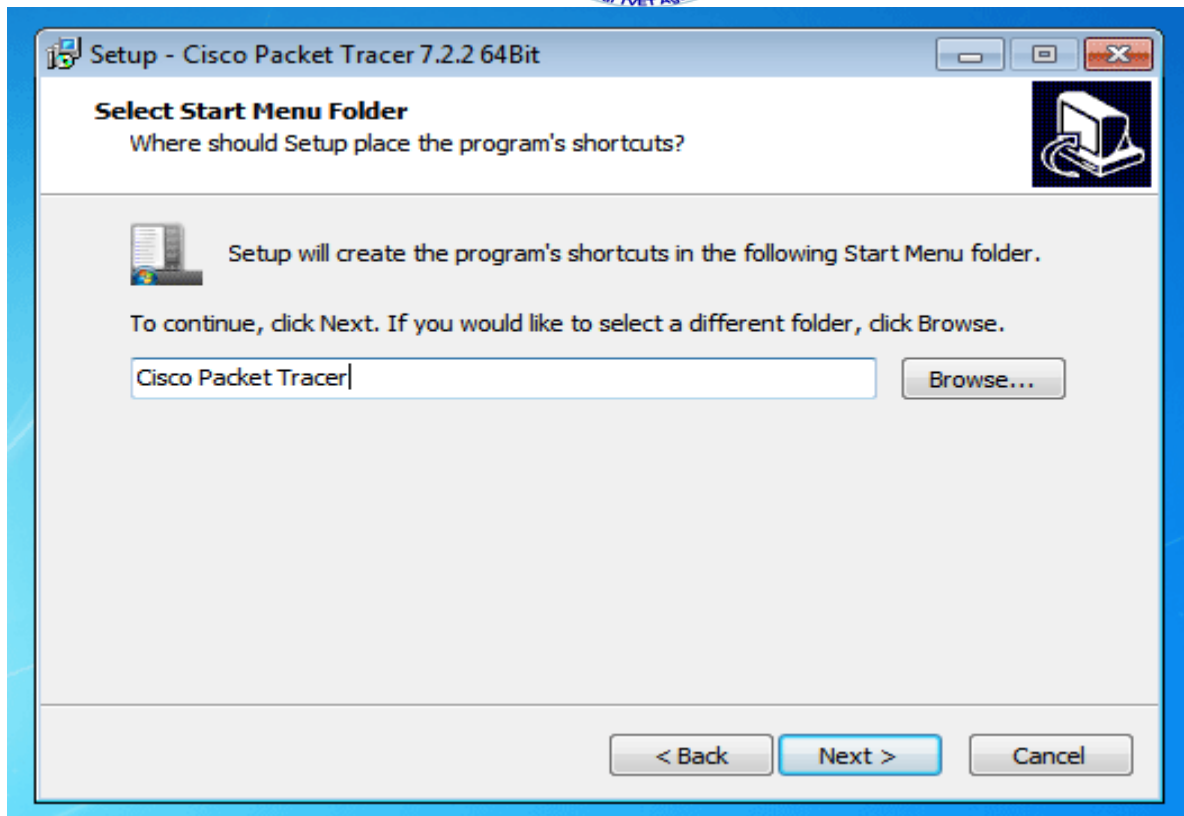 TVET Ag
Setup - Cisco Packet Tracer 7.2.2 64Bit
Select Start Menu Folder
Where should Setup place the program's shortcuts?
Setup will create the program's shortcuts in the following Start Menu folder.
To continue, click Next. If you would like to select a different folder, click Browse.
Cisco Packet Tracer
Browse...
< Back
Next >
Cancel